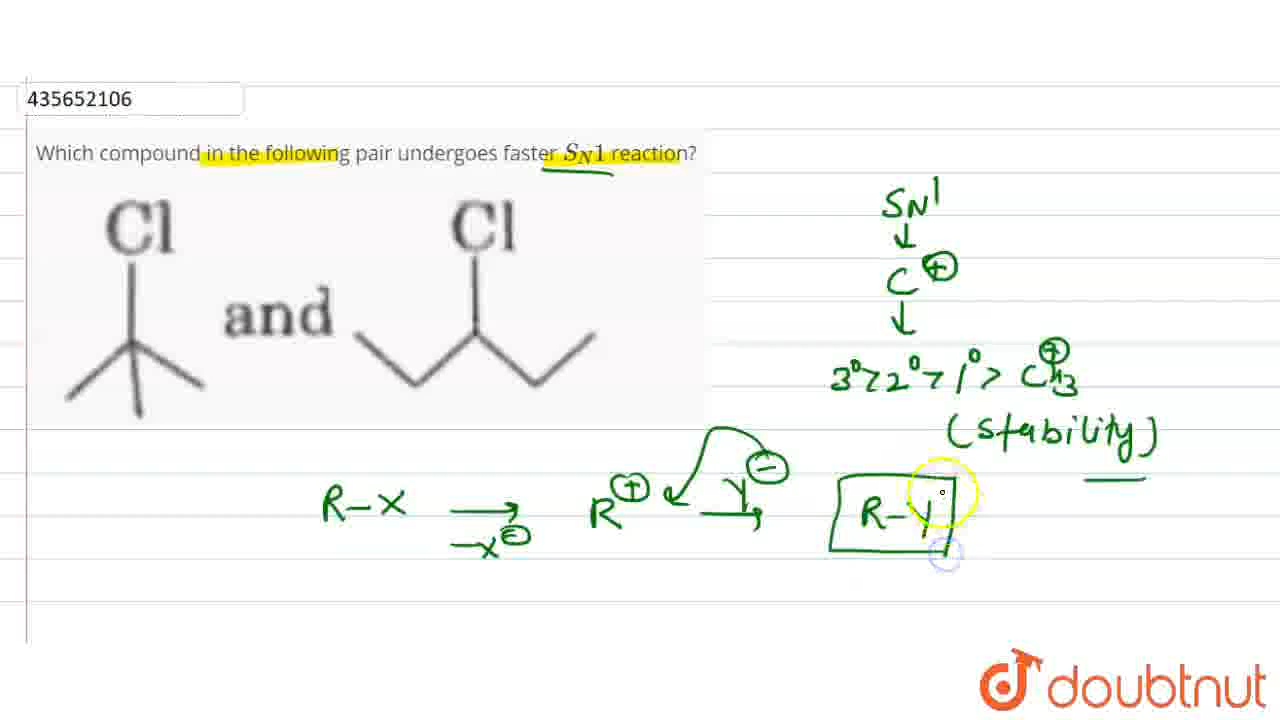 435652106
Which compound in the following pair undergoes faster S_N1 reaction?
Cl and Cl
SN1
↓
C⊕
↓
3° > 2° > 1° > CH3⊕
(stability)
R-X → -X⊖ R⊕ Y⊖ → R-Y
doubtnut